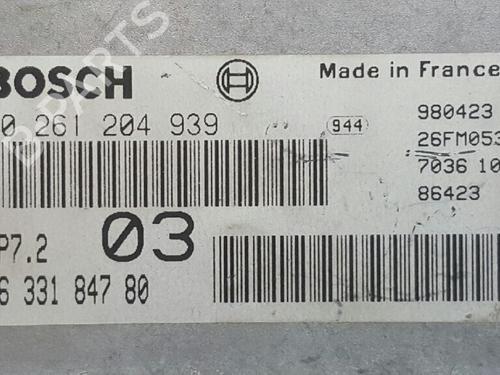 B-PARTS
BOSCH
Made in France
0 261 204 939
944
980423
26FM053
7036 10
86423
P7.2
03
6 331 847 80